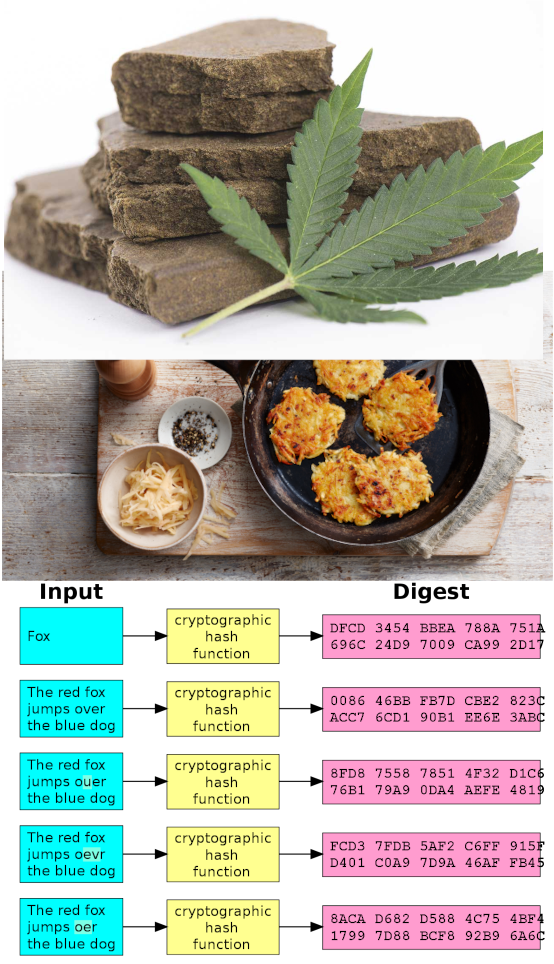 Input Digest
Fox
cryptographic
hash
function
DFCD 3454 BBEA 788A 751A
696C 24D9 7009 CA99 2D17
The red fox
jumps over
the blue dog
cryptographic
hash
function
0086 46BB FB7D CBE2 823C
ACC7 6CD1 90B1 EE6E 3ABC
The red fox
jumps ouer
the blue dog
cryptographic
hash
function
8FD8 7558 7851 4F32 D1C6
76B1 79A9 0DA4 AEFE 4819
The red fox
jumps oevr
the blue dog
cryptographic
hash
function
FCD3 7FDB 5AF2 C6FF 915F
D401 C0A9 7D9A 46AF FB45
The red fox
jumps oer
the blue dog
cryptographic
hash
function
8ACA D682 D588 4C75 4BF4
1799 7D88 BCF8 92B9 6A6C